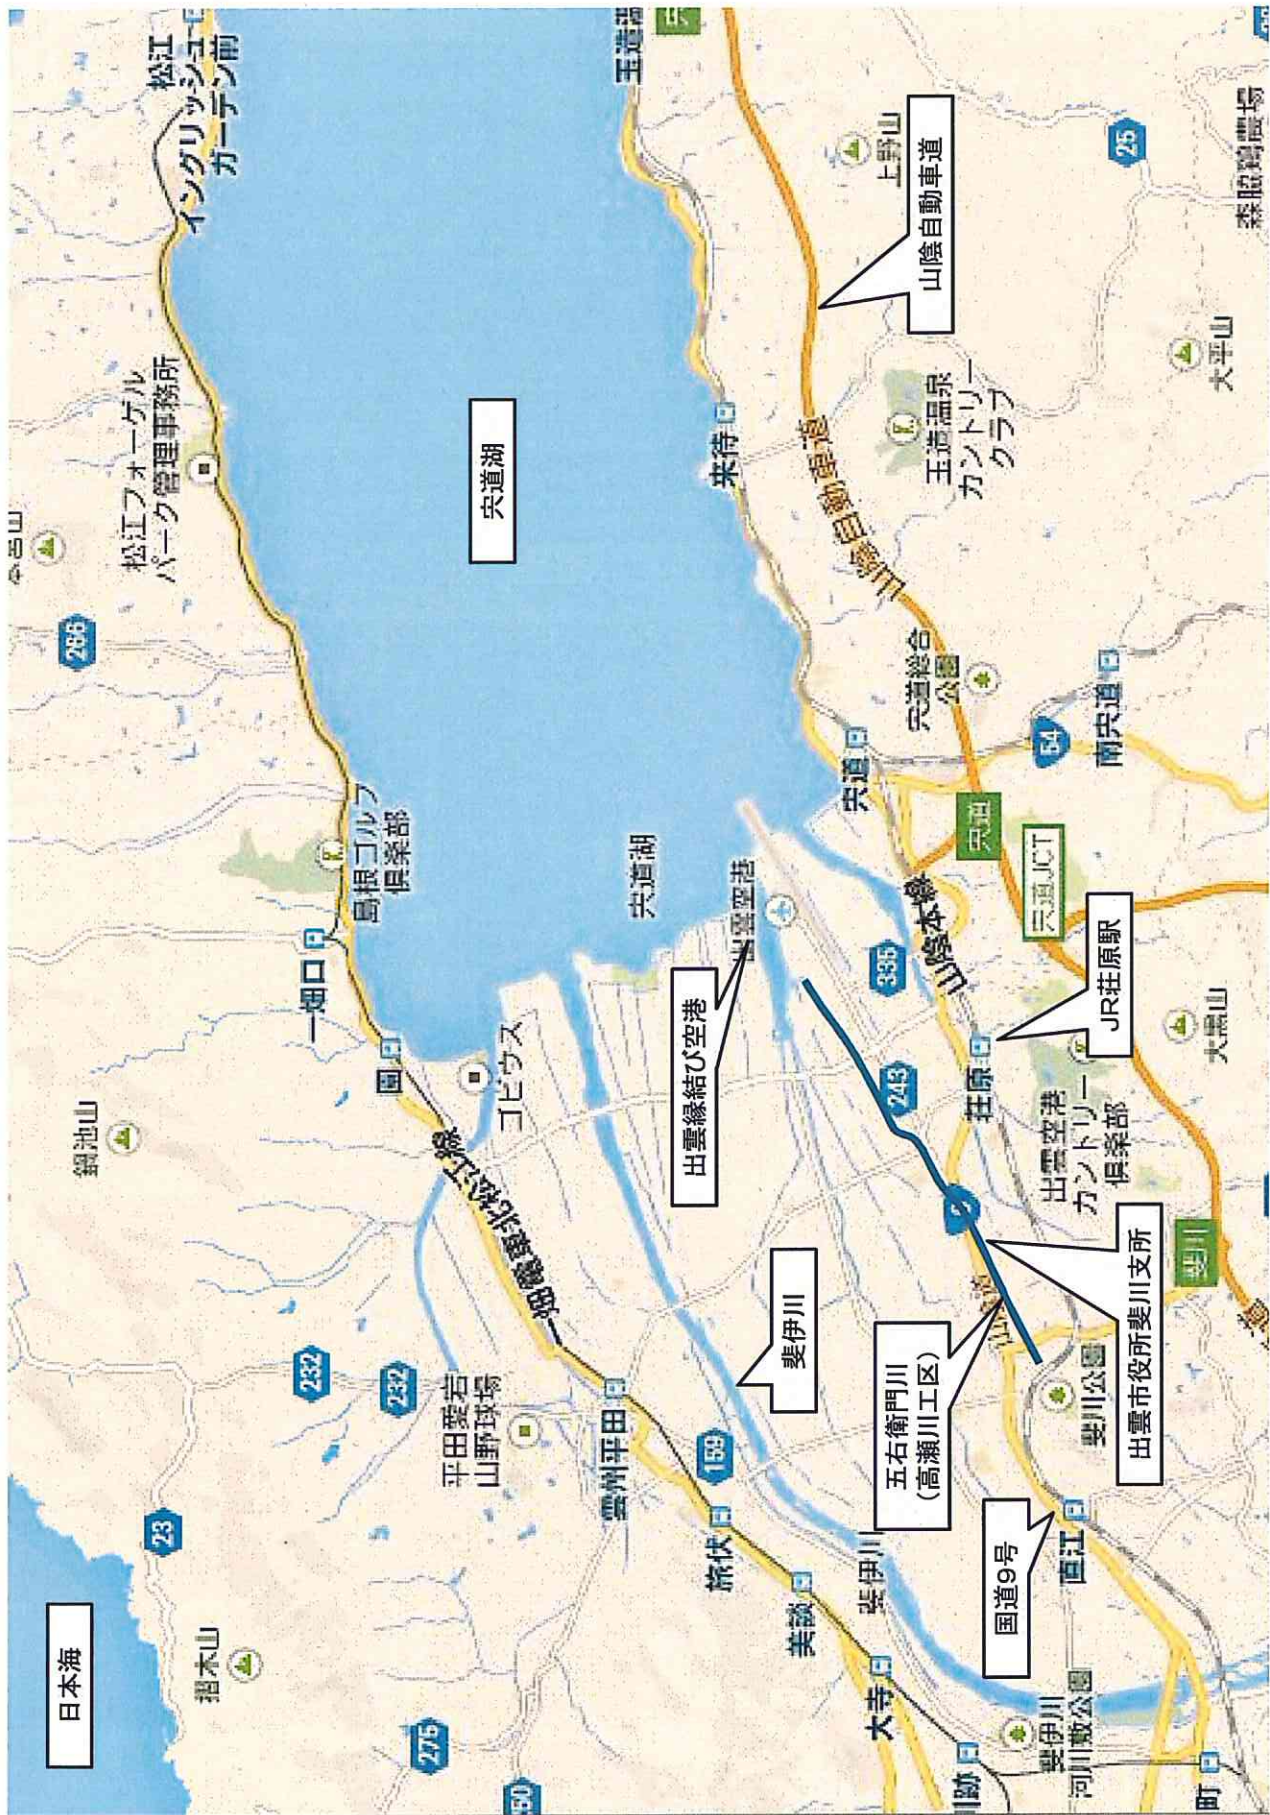 日本海
摺木山
23
275
232
232
鍋池山
286
松江フォーゲル
パーク管理事務所
松江
イングリッシュ
ガーデン前
一畑口
島根ゴルフ
倶楽部
園
ゴビウス
一畑電車北松江線
平田愛宕
山野球場
雲州平田
旅伏
159
美談
大寺
宍道湖
宍道湖
出雲空港
出雲縁結び空港
斐伊川
斐伊川
五右衛門川
(高瀬川工区)
国道9号
直江
斐伊川
河川敷公園
斐川公園
出雲市役所斐川支所
斐川
9
243
荘原
JR荘原駅
出雲空港
カントリー
倶楽部
大黒山
335
山陰本線
宍道JCT
宍道
宍道
54
南宍道
宍道総合
公園
山陰自動車道
山陰自動車道
来待
玉造温泉
カントリー
クラブ
大平山
上野山
25
森脇鶏農場